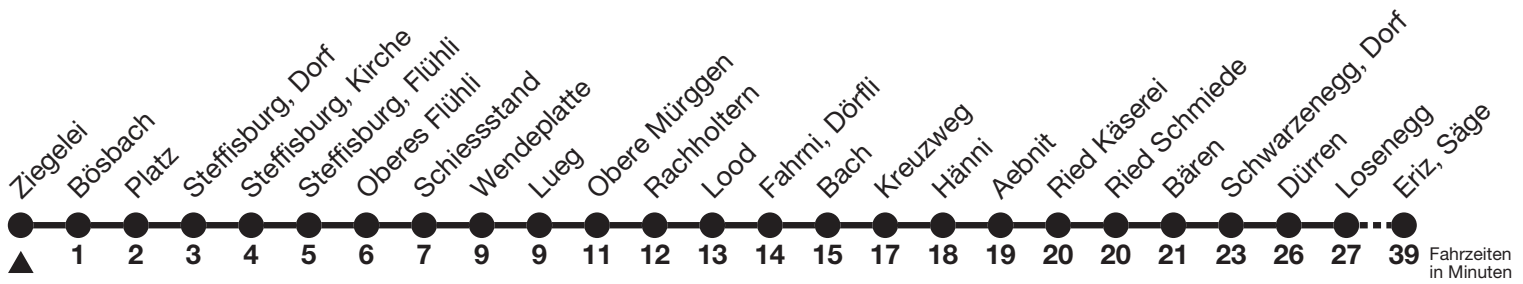 Ziegelei
Bösbach
Platz
Steffisburg, Dorf
Steffisburg, Kirche
Steffisburg, Flühli
Oberes Flühli
Schiessstand
Wendeplatte
Lueg
Obere Mürggen
Rachholtern
Lood
Fahrni, Dörfli
Bach
Kreuzweg
Hänni
Aebnit
Ried Käserei
Ried Schmiede
Bären
Schwarzenegg, Dorf
Dürren
Losenegg
Eriz, Säge
1 2 3 4 5 6 7 9 9 11 12 13 14 15 17 18 19 20 20 21 23 26 27 39
Fahrzeiten
in Minuten